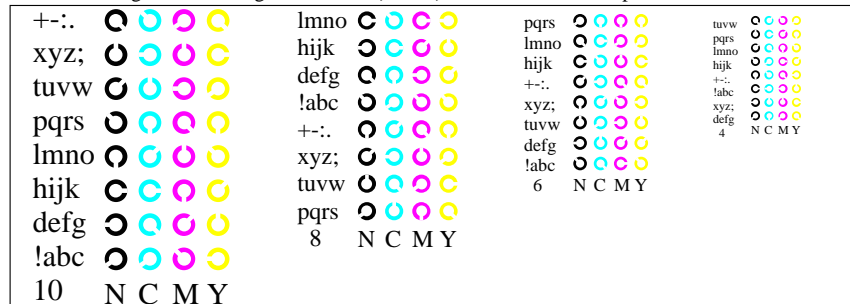 +-:.
xyz;
tuvw
pqrs
lmno
hijk
defg
!abc
10 N C M Y
lmno
hijk
defg
!abc
+-:.
xyz;
tuvw
pqrs
8 N C M Y
pqrs
lmno
hijk
+-:.
xyz;
tuvw
defg
!abc
6 N C M Y
tuvw
pqrs
lmno
hijk
+-:.
!abc
xyz;
defg
4 N C M Y